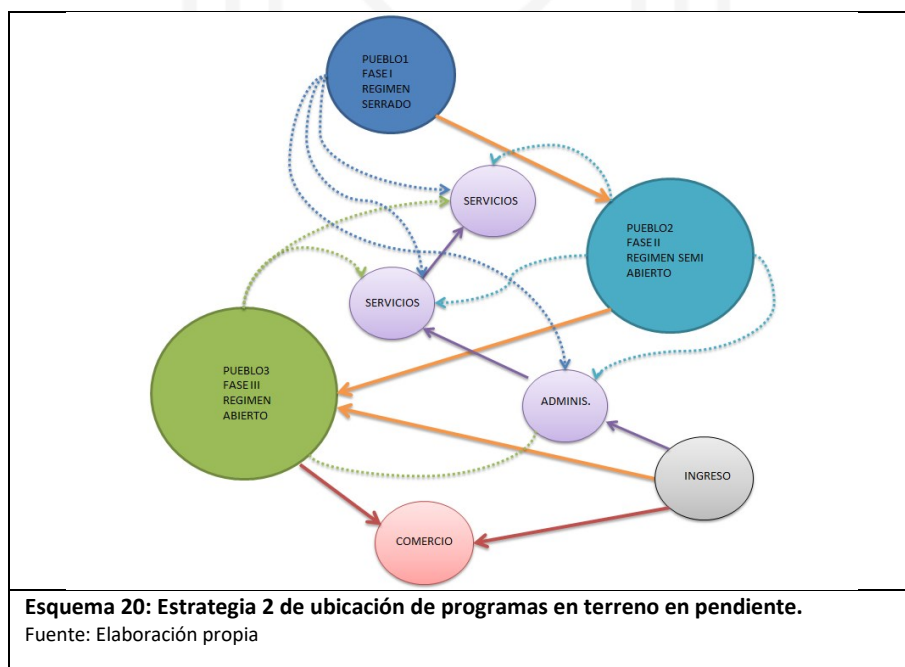 PUEBLO1
FASE I
REGIMEN
SERRADO
SERVICIOS
PUEBLO2
FASE II
REGIMEN SEMI
ABIERTO
SERVICIOS
PUEBLO3
FASE III
REGIMEN
ABIERTO
ADMINIS.
INGRESO
COMERCIO
Esquema 20: Estrategia 2 de ubicación de programas en terreno en pendiente.
Fuente: Elaboración propia